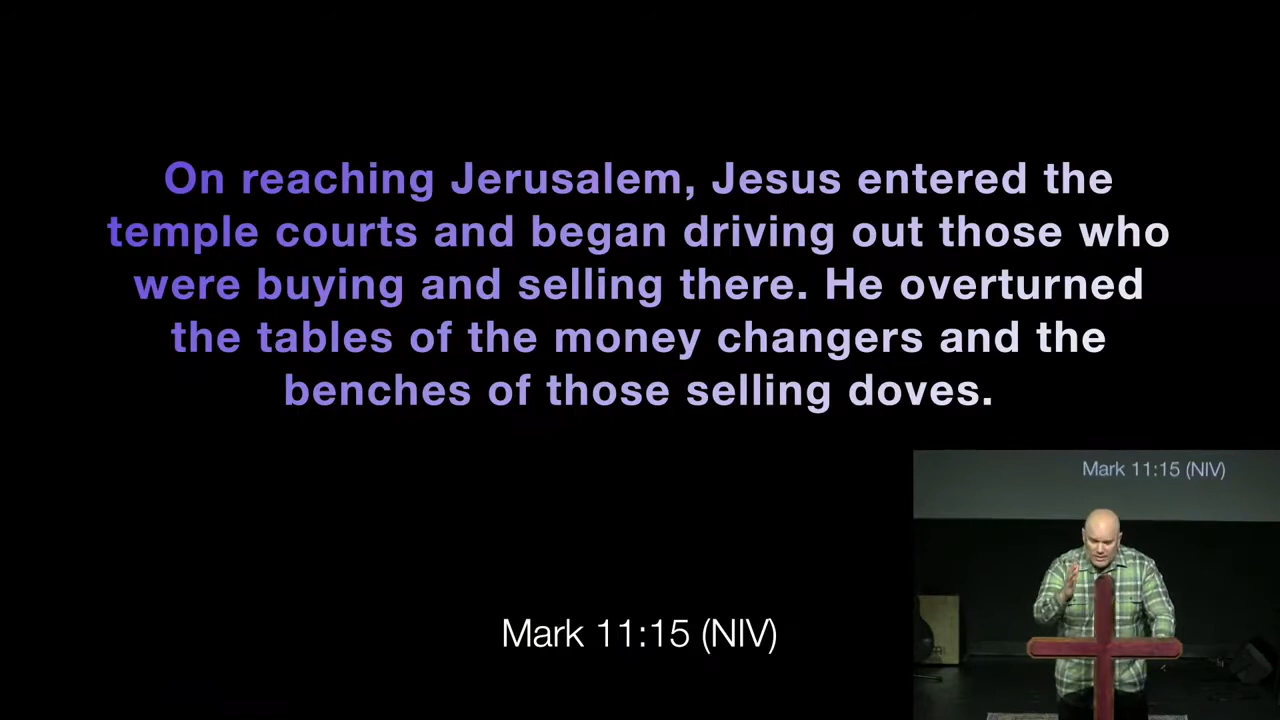 On reaching Jerusalem, Jesus entered the
temple courts and began driving out those who
were buying and selling there. He overturned
the tables of the money changers and the
benches of those selling doves.
Mark 11:15 (NIV)
Mark 11:15 (NIV)